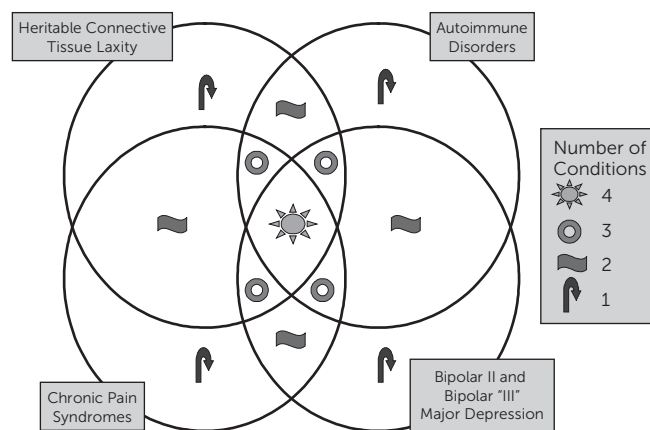 Heritable Connective
Tissue Laxity
Autoimmune
Disorders
Number of
Conditions
4
3
2
1
Chronic Pain
Syndromes
Bipolar II and
Bipolar "III"
Major Depression